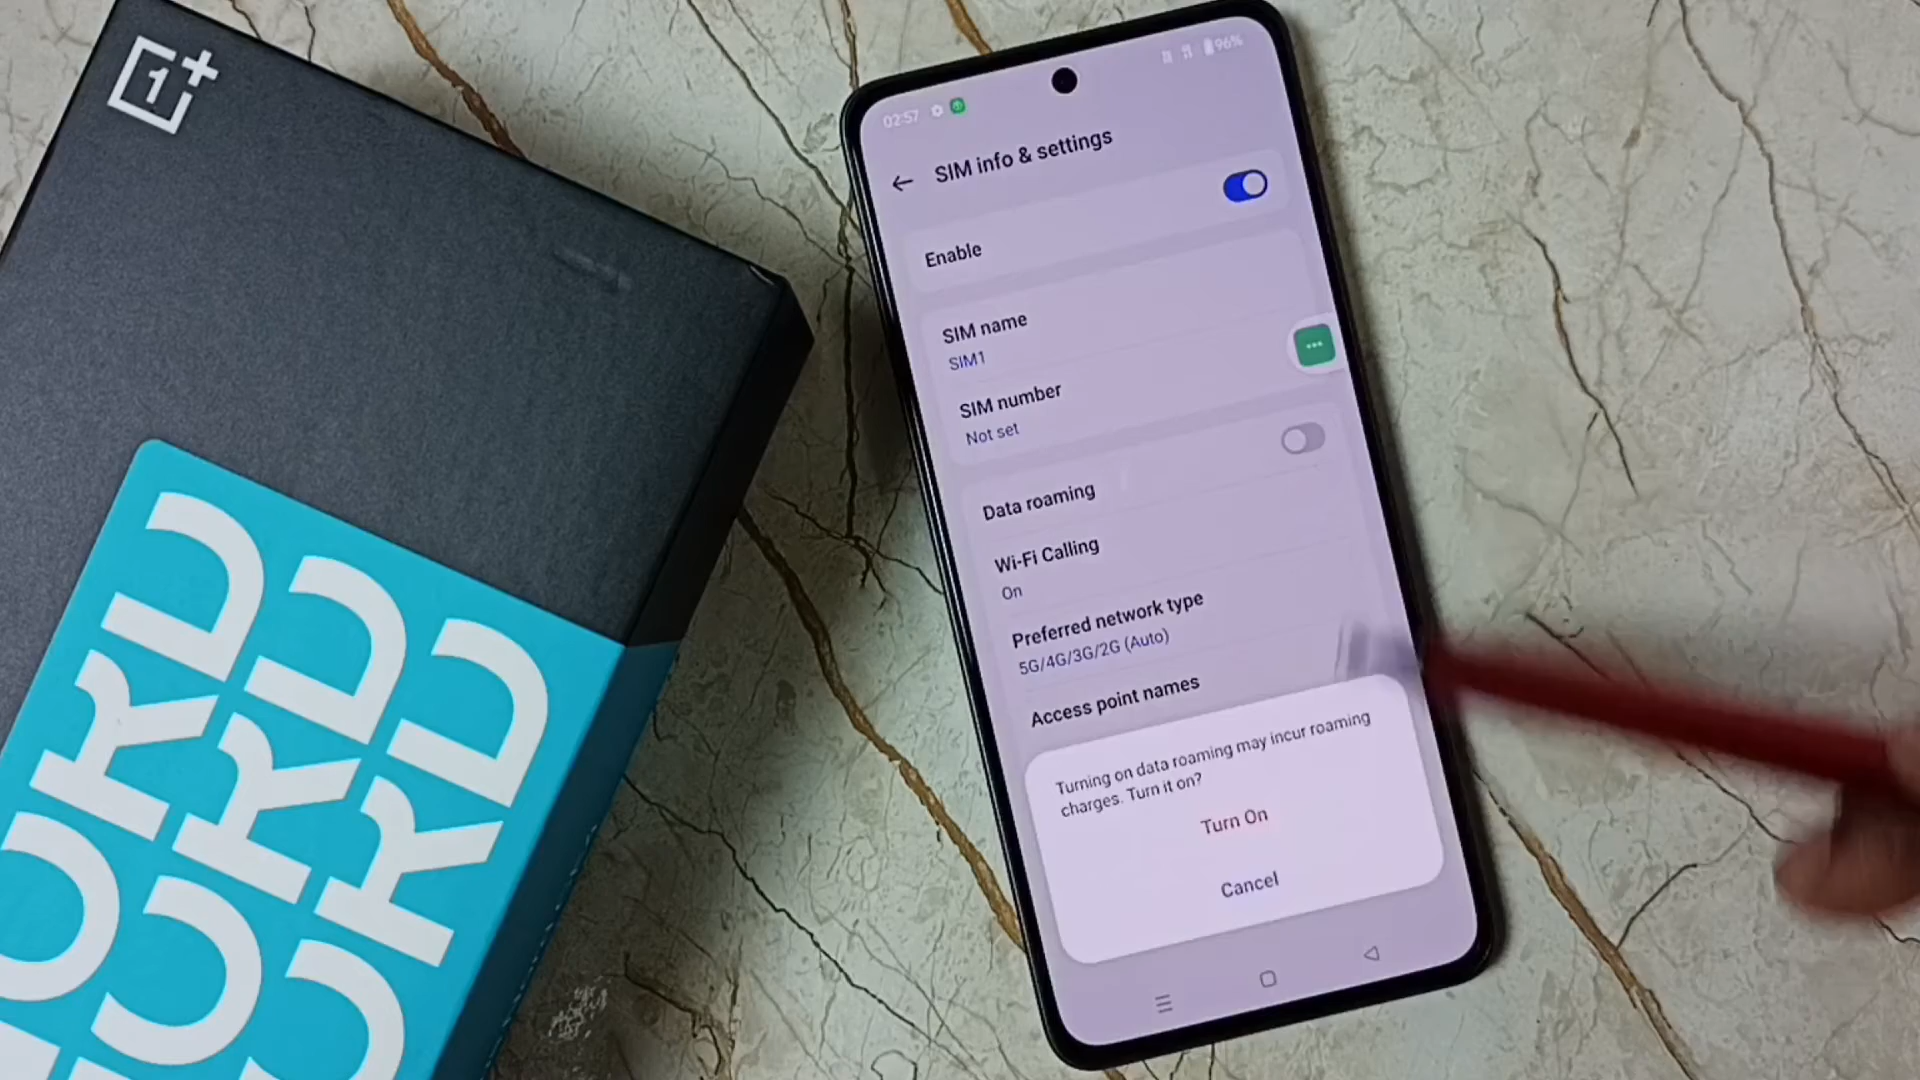 02:57
96%
SIM info & settings
Enable
SIM name
SIM1
SIM number
Not set
Data roaming
Wi-Fi Calling
On
Preferred network type
5G/4G/3G/2G (Auto)
Access point names
Turning on data roaming may incur roaming
charges. Turn it on?
Turn On
Cancel
1+
NORD
NORD
NORD